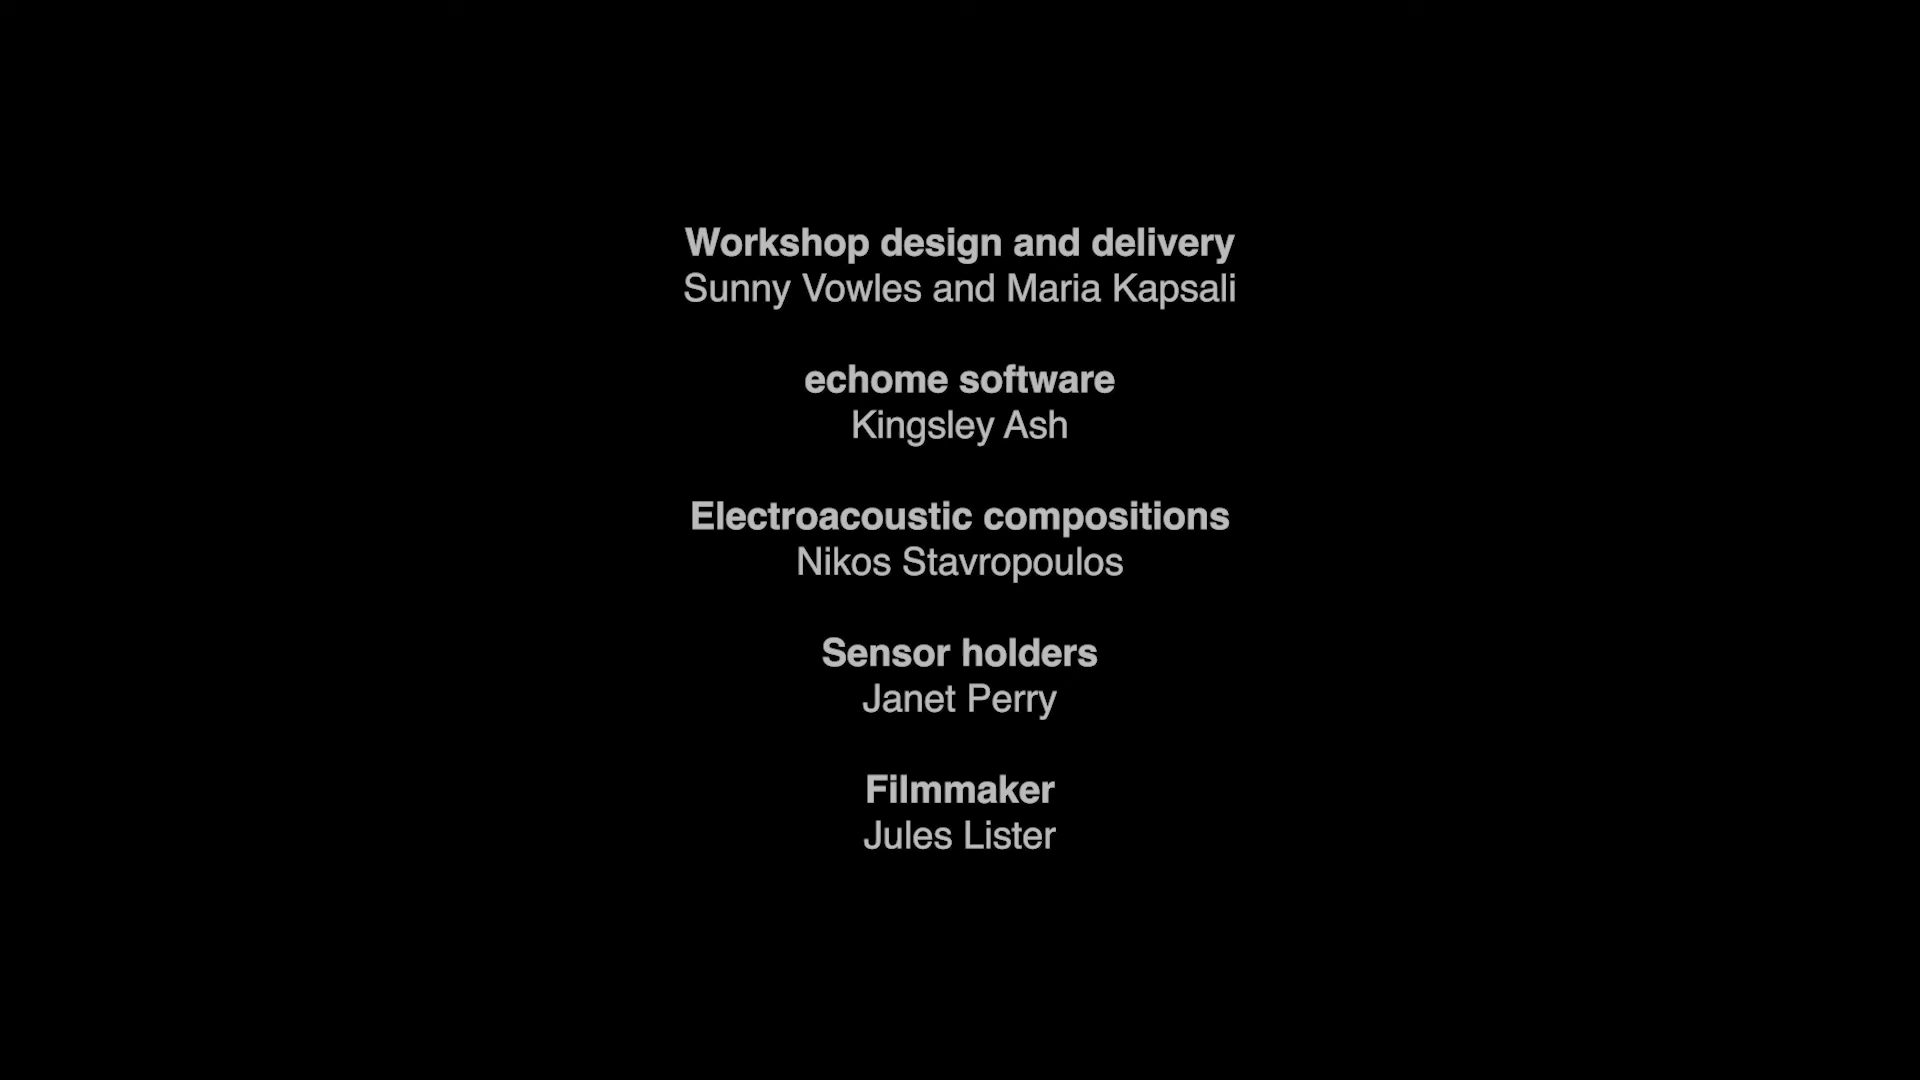 Workshop design and delivery
Sunny Vowles and Maria Kapsali
echome software
Kingsley Ash
Electroacoustic compositions
Nikos Stavropoulos
Sensor holders
Janet Perry
Filmmaker
Jules Lister